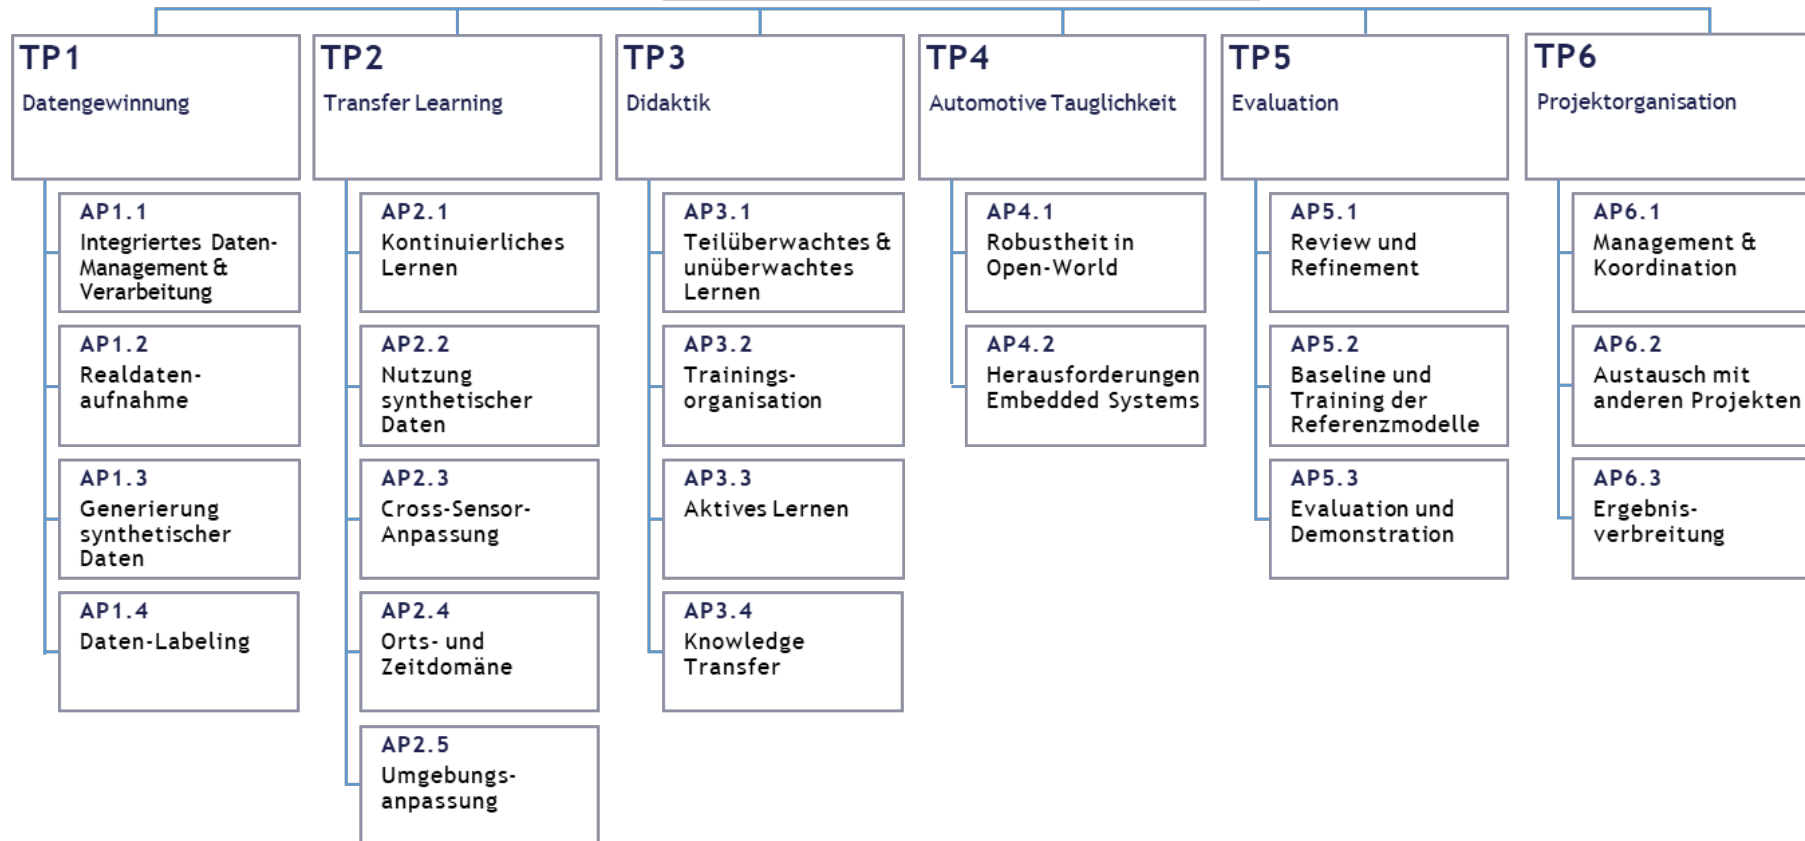 TP1
Datengewinnung
AP1.1
Integriertes Daten-
Management &
Verarbeitung
AP1.2
Realdaten-
aufnahme
AP1.3
Generierung
synthetischer
Daten
AP1.4
Daten-Labeling
TP2
Transfer Learning
AP2.1
Kontinuierliches
Lernen
AP2.2
Nutzung
synthetischer
Daten
AP2.3
Cross-Sensor-
Anpassung
AP2.4
Orts- und
Zeitdomäne
AP2.5
Umgebungs-
anpassung
TP3
Didaktik
AP3.1
Teilüberwachtes &
unüberwachtes
Lernen
AP3.2
Trainings-
organisation
AP3.3
Aktives Lernen
AP3.4
Knowledge
Transfer
TP4
Automotive Tauglichkeit
AP4.1
Robustheit in
Open-World
AP4.2
Herausforderungen
Embedded Systems
TP5
Evaluation
AP5.1
Review und
Refinement
AP5.2
Baseline und
Training der
Referenzmodelle
AP5.3
Evaluation und
Demonstration
TP6
Projektorganisation
AP6.1
Management &
Koordination
AP6.2
Austausch mit
anderen Projekten
AP6.3
Ergebnis-
verbreitung